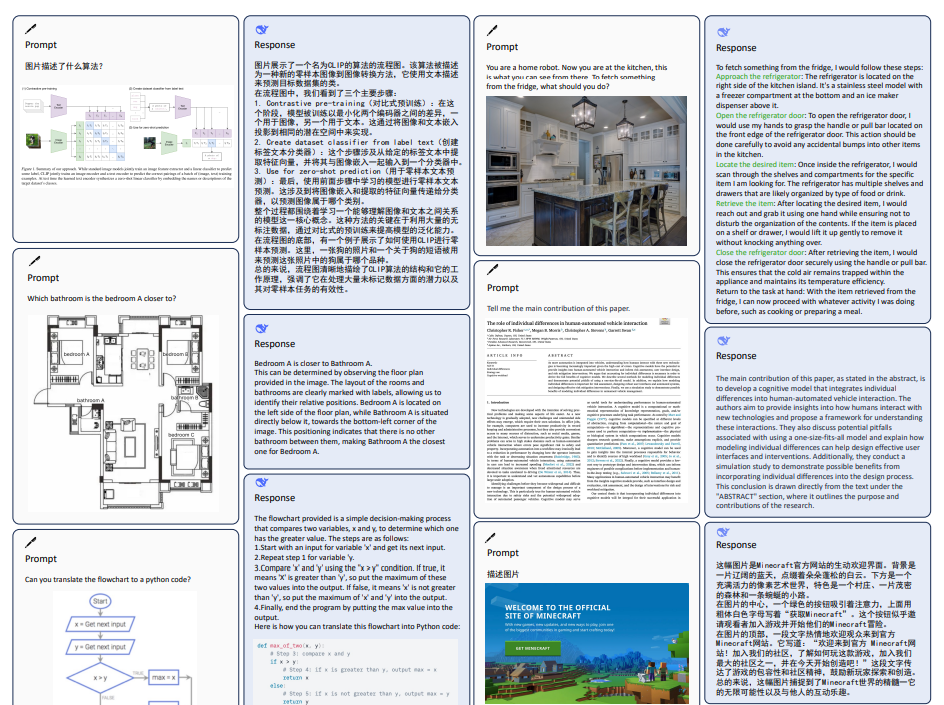 Prompt
图片描述了什么算法?
Response
图片展示了一个名为CLIP的算法的流程图。该算法被描述
为一种新的零样本图像到图像转换方法，它使用文本描述
来预测目标数据集的类。
在流程图中，我们看到了三个主要步骤:
1. Contrastive pre-training (对比式预训练): 在这
个阶段，模型被训练以最小化两个编码器之间的差异，一
个用于图像，另一个用于文本。这通过将图像和文本嵌入
投影到相同的潜在空间中来实现。
2. Create dataset classifier from label text (创建
标签文本分类器): 这个步骤涉及从给定的标签文本中提
取特征向量，并将其与图像嵌入一起输入到一个分类器中。
3. Use for zero-shot prediction (用于零样本文本预
测): 最后，使用前面步骤中学习的模型进行零样本文本
预测。这涉及到将图像嵌入和提取的特征向量传递给分类
器，以预测图像属于哪个类别。
整个过程都围绕着学习一个能够理解图像和文本之间关系
的模型这一核心概念。这种方法的关键在于利用大量的无
标注数据，通过对比式的预训练来提高模型的泛化能力。
在流程图的底部，有一个例子展示了如何使用CLIP进行零
样本预测。这里，一张狗的照片和一个关于狗的短语被用
来预测这张照片中的狗属于哪个品种。
总的来说，流程图清晰地描绘了CLIP算法的结构和它的工
作原理，强调了它在处理大量未标记数据方面的潜力以及
其对零样本任务的有效性。
Prompt
Which bathroom is the bedroom A closer to?
bedroom A
bedroom B
bathroom A
bathroom B
bedroom C
Response
Bedroom A is closer to Bathroom A.
This can be determined by observing the floor plan
provided in the image. The layout of the rooms and
bathrooms are clearly marked with labels, allowing us to
identify their relative positions. Bedroom A is located on
the left side of the floor plan, while Bathroom A is situated
directly below it, towards the bottom-left corner of the
image. This positioning indicates that there is no other
bathroom between them, making Bathroom A the closest
one for Bedroom A.
Prompt
Can you translate the flowchart to a python code?
Start
x = Get next input
y = Get next input
x > y
TRUE
max = x
FALSE
Response
The flowchart provided is a simple decision-making process
that compares two variables, x and y, to determine which one
has the greater value. The steps are as follows:
1.Start with an input for variable 'x' and get its next input.
2.Repeat step 1 for variable 'y.
3.Compare 'x' and 'y' using the "x > y" condition. If true, it
means 'X' is greater than 'y', so put the maximum of these
two values into the output. If false, it means 'x' is not greater
than 'y', so put the maximum of 'x' and 'y' into the output.
4.Finally, end the program by putting the max value into the
output.
Here is how you can translate this flowchart into Python code:
def max_of_two(x, y):
# Step 3: compare x and y
if x > y:
# Step 4: if x is greater than y, output max = x
return x
else:
# Step 5: if x is not greater than y, output max = y
return y
Prompt
You are a home robot. Now you are at the kitchen, this
is what you can see from there. To fetch something
from the fridge, what should you do?
Response
To fetch something from the fridge, I would follow these steps:
Approach the refrigerator: The refrigerator is located on the
right side of the kitchen island. It's a stainless steel model with
a freezer compartment at the bottom and an ice maker
dispenser above it.
Open the refrigerator door: To open the refrigerator door, I
would use my hands to grasp the handle or pull bar located on
the front edge of the refrigerator door. This action should be
done carefully to avoid any accidental bumps into other items
in the kitchen.
Locate the desired item: Once inside the refrigerator, I would
scan through the shelves and compartments for the specific
item I am looking for. The refrigerator has multiple shelves and
drawers that are likely organized by type of food or drink.
Retrieve the item: After locating the desired item, I would
reach out and grab it using one hand while ensuring not to
disturb the organization of the contents. If the item is placed
on a shelf or drawer, I would lift it up gently to remove it
without knocking anything over.
Close the refrigerator door: After retrieving the item, I would
close the refrigerator door securely using the handle or pull bar.
This ensures that the cold air remains trapped within the
appliance and maintains its temperature efficiency.
Return to the task at hand: With the item retrieved from the
fridge, I can now proceed with whatever activity I was doing
before, such as cooking or preparing a meal.
Prompt
Tell me the main contribution of this paper.
The role of individual differences in human-automated vehicle interaction
ARTICLE INFO
ABSTRACT
1. Introduction
Response
The main contribution of this paper, as stated in the abstract, is
to develop a cognitive model that integrates individual
differences into human-automated vehicle interaction. The
authors aim to provide insights into how humans interact with
new technologies and propose a framework for understanding
these interactions. They also discuss potential pitfalls
associated with using a one-size-fits-all model and explain how
modeling individual differences can help design effective user
interfaces and interventions. Additionally, they conduct a
simulation study to demonstrate possible benefits from
incorporating individual differences into the design process.
This conclusion is drawn directly from the text under the
"ABSTRACT" section, where it outlines the purpose and
contributions of the research.
Prompt
描述图片
WELCOME TO THE OFFICIAL
SITE OF MINECRAFT
With new games, new updates, and new ways to play, join one
of the biggest communities in gaming and start crafting today!
GET MINECRAFT
Response
这幅图片是Minecraft官方网站的生动欢迎界面。背景是
一片辽阔的蓝天，点缀着朵朵蓬松的白云。下方是一个
充满活力的像素艺术世界，特色是一个村庄、一片茂密
的森林和一条蜿蜒的小路。
在图片的中心，一个绿色的按钮吸引着注意力，上面用
粗体白色字母写着“获取Minecraft”。这个按钮似乎邀
请观看者加入游戏并开始他们的Minecraft冒险。
在图片的顶部，一段文字热情地欢迎观众来到官方
Minecraft网站。它写道: “欢迎来到官方 Minecraft网
站! 加入我们的社区，了解如何玩这款游戏，加入我们
最大的社区之一，并在今天开始创造吧! ” 这段文字传
达了游戏的包容性和社区精神，鼓励新玩家探索和创造。
总的来说，这幅图片捕捉到了Minecraft世界的精髓一它
的无限可能性以及与他人的互动乐趣。